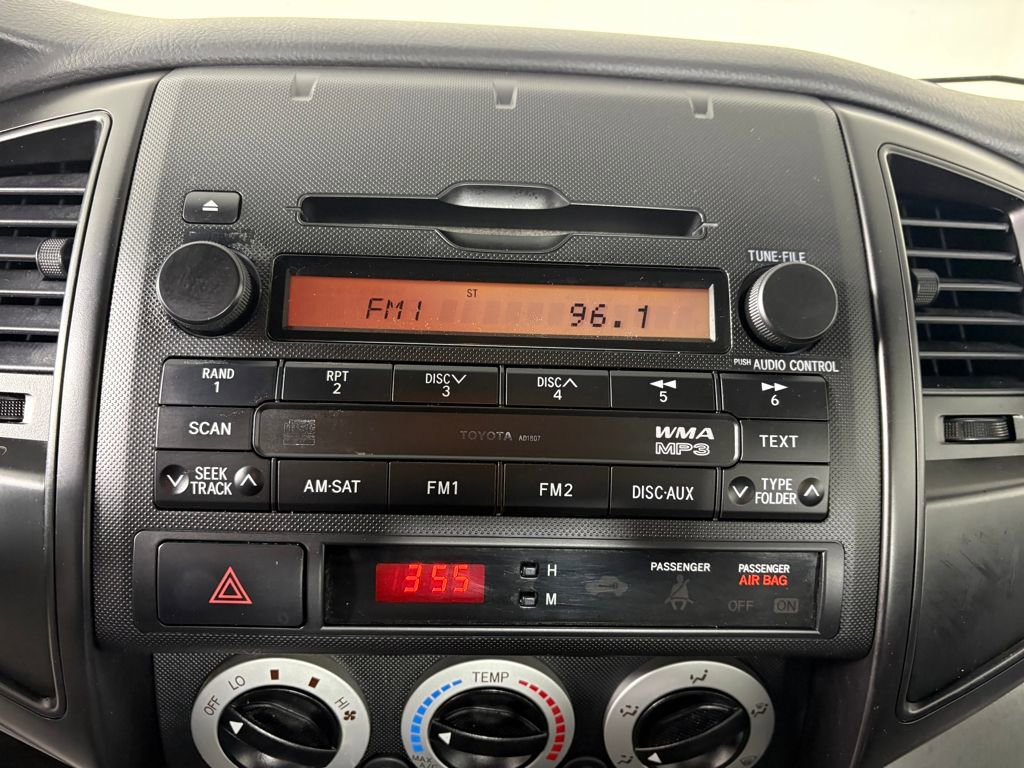 TUNE·FILE
ST
FM1 96.1
PUSH AUDIO CONTROL
RAND
1
RPT
2
DISC
3
DISC
4
5
6
SCAN
TOYOTA AD1807
WMA
MP3
TEXT
SEEK
TRACK
AM·SAT
FM1
FM2
DISC·AUX
TYPE
FOLDER
355
H
M
PASSENGER
PASSENGER
AIR BAG
OFF ON
OFF
LO
HI
TEMP
MAX
A/C